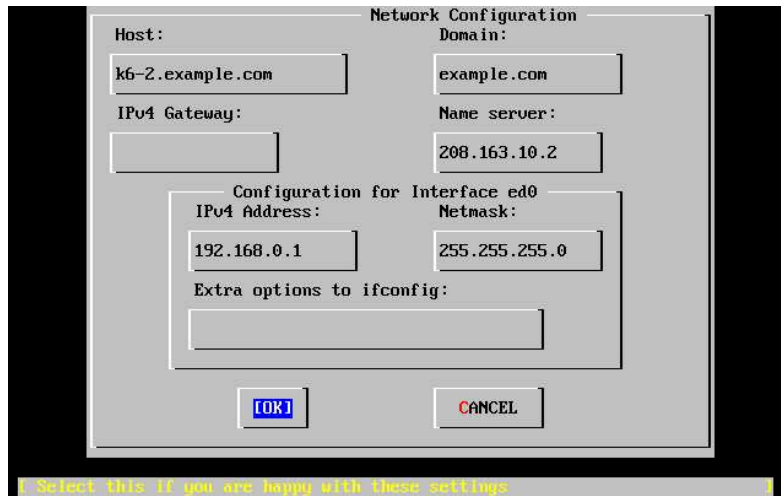 Network Configuration
Host: Domain:
k6-2.example.com example.com
IPv4 Gateway: Name server:
208.163.10.2
Configuration for Interface ed0
IPv4 Address: Netmask:
192.168.0.1 255.255.255.0
Extra options to ifconfig:
[OK] CANCEL
[ Select this if you are happy with these settings ]